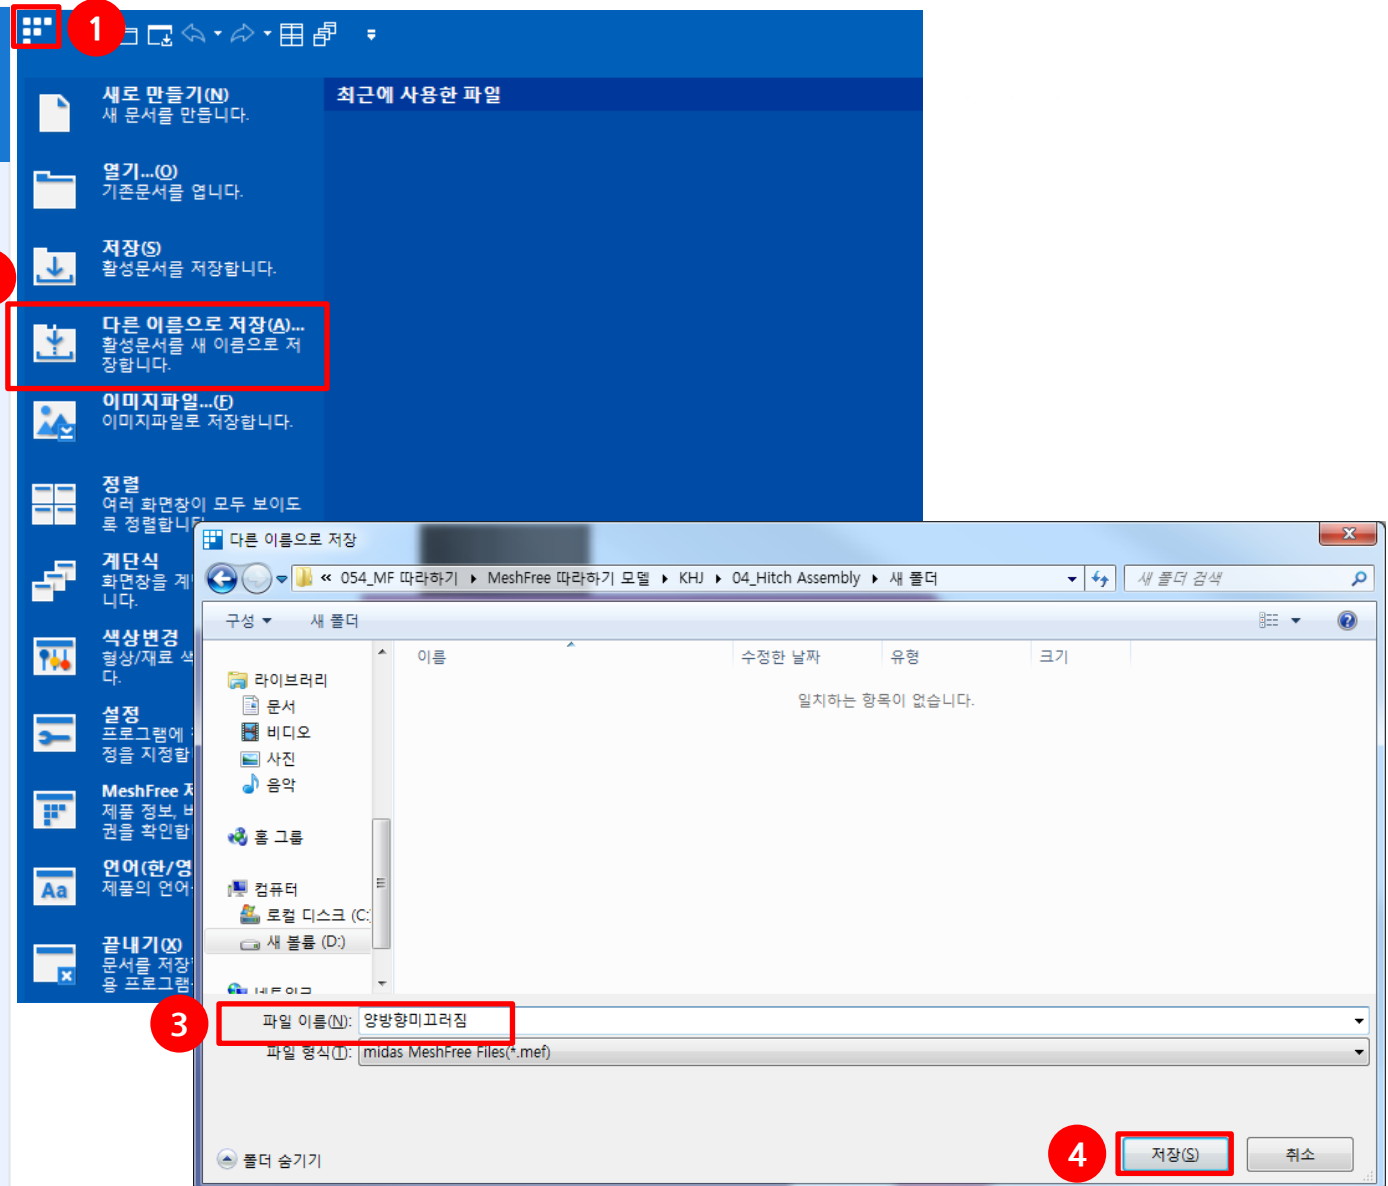 1
새로 만들기(N)
새 문서를 만듭니다.
최근에 사용한 파일
열기...(O)
기존문서를 엽니다.
저장(S)
활성문서를 저장합니다.
다른 이름으로 저장(A)...
활성문서를 새 이름으로 저
장합니다.
이미지파일...(F)
이미지파일로 저장합니다.
정렬
여러 화면창이 모두 보이도
록 정렬합니
계단식
화면창을 계
니다.
색상변경
형상/재료 색
다.
설정
프로그램에
정을 지정합
MeshFree
제품 정보,
권을 확인합
Aa
언어(한/영
제품의 언어
끝내기(X)
문서를 저장
용 프로그램
다른 이름으로 저장
« 054_MF 따라하기 ▸ MeshFree 따라하기 모델 ▸ KHJ ▸ 04_Hitch Assembly ▸ 새 폴더
새 폴더 검색
구성 새 폴더
이름 수정한 날짜 유형 크기
일치하는 항목이 없습니다.
라이브러리
문서
비디오
사진
음악
홈 그룹
컴퓨터
로컬 디스크 (C:
새 볼륨 (D:)
네트워크
3
파일 이름(N): 양방향미끄러짐
파일 형식(T): midas MeshFree Files(*.mef)
폴더 숨기기
4
저장(S)
취소